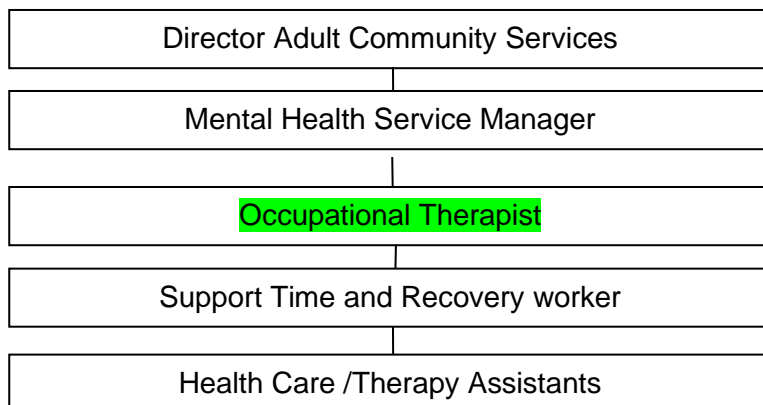 Director Adult Community Services
Mental Health Service Manager
Occupational Therapist
Support Time and Recovery worker
Health Care /Therapy Assistants